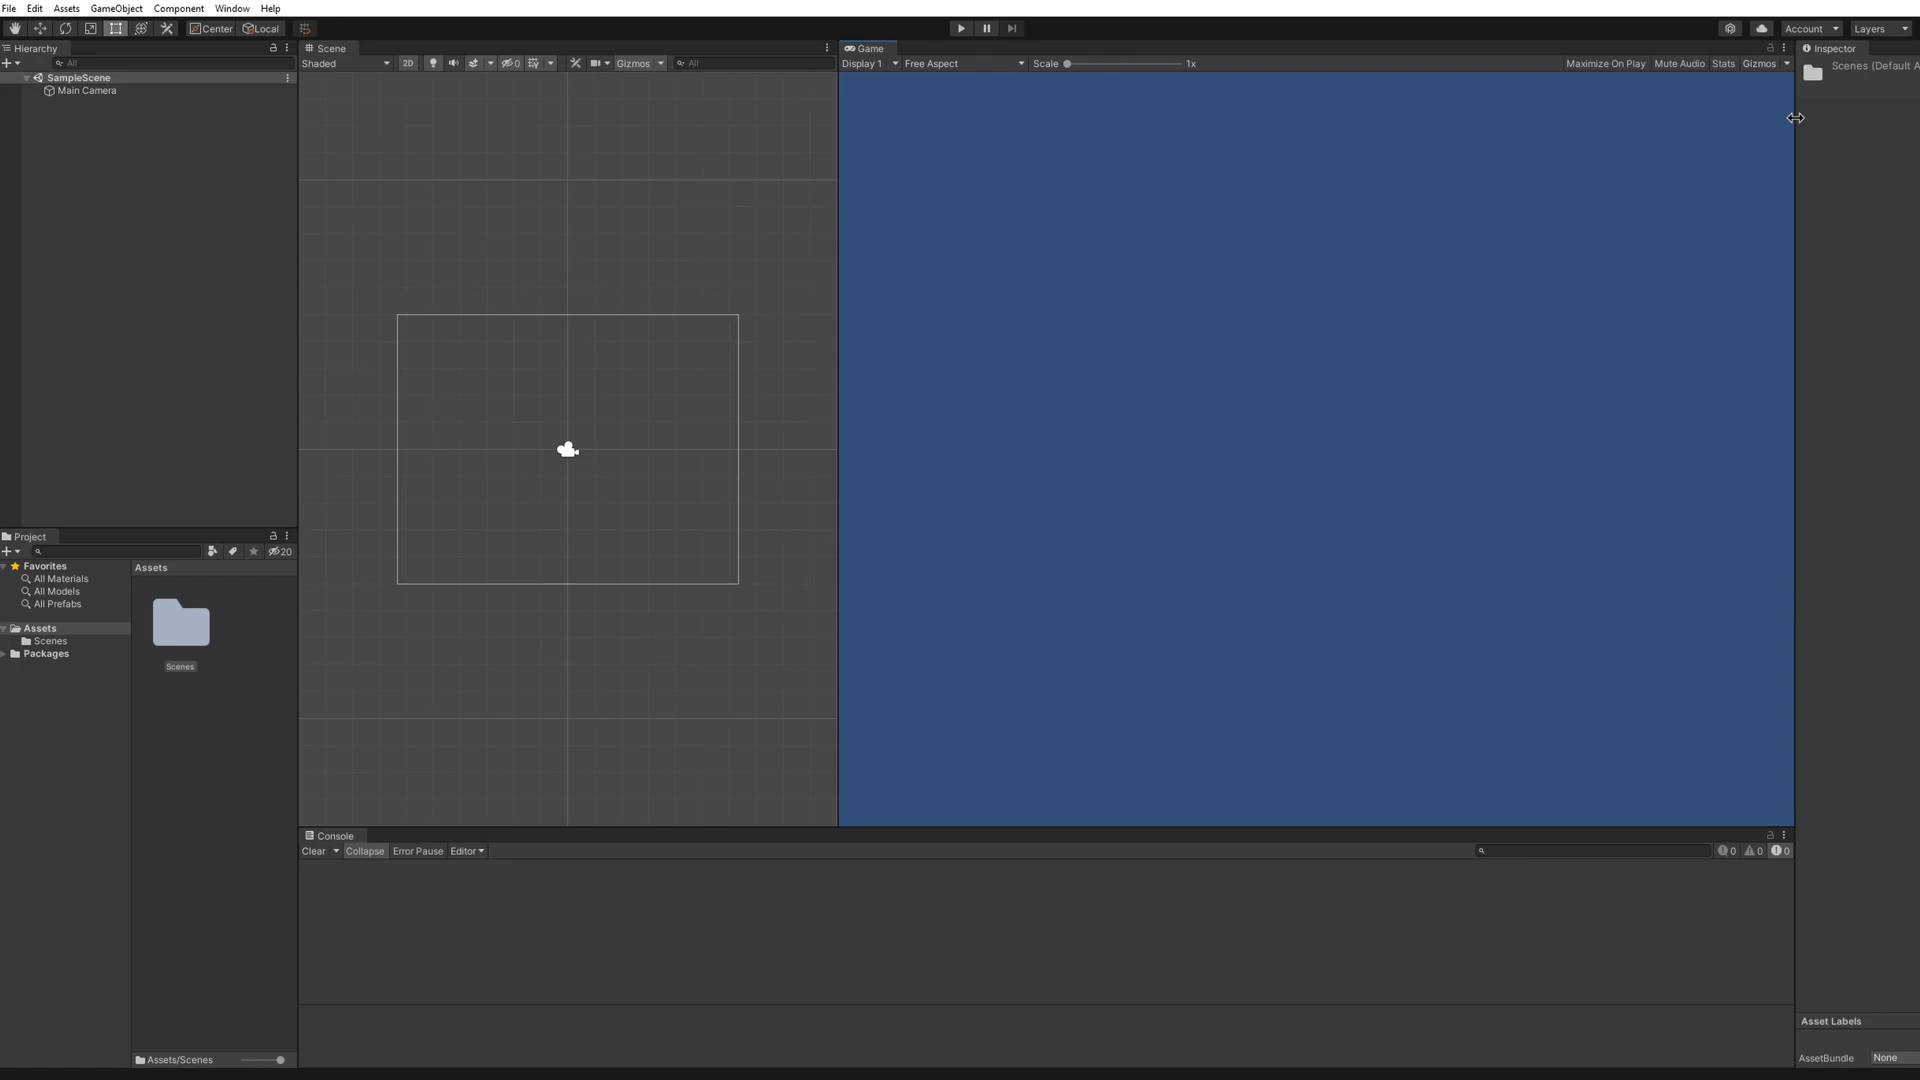 File Edit Assets GameObject Component Window Help
Center Local
Account Layers
Hierarchy
All
SampleScene
Main Camera
Scene
Shaded 2D 0 Gizmos All
Game
Display 1 Free Aspect Scale 1x Maximize On Play Mute Audio Stats Gizmos
Inspector
Scenes (Default A
Project
20
Favorites
All Materials
All Models
All Prefabs
Assets
Scenes
Packages
Assets
Scenes
Assets/Scenes
Console
Clear Collapse Error Pause Editor
0 0 0
Asset Labels
AssetBundle None